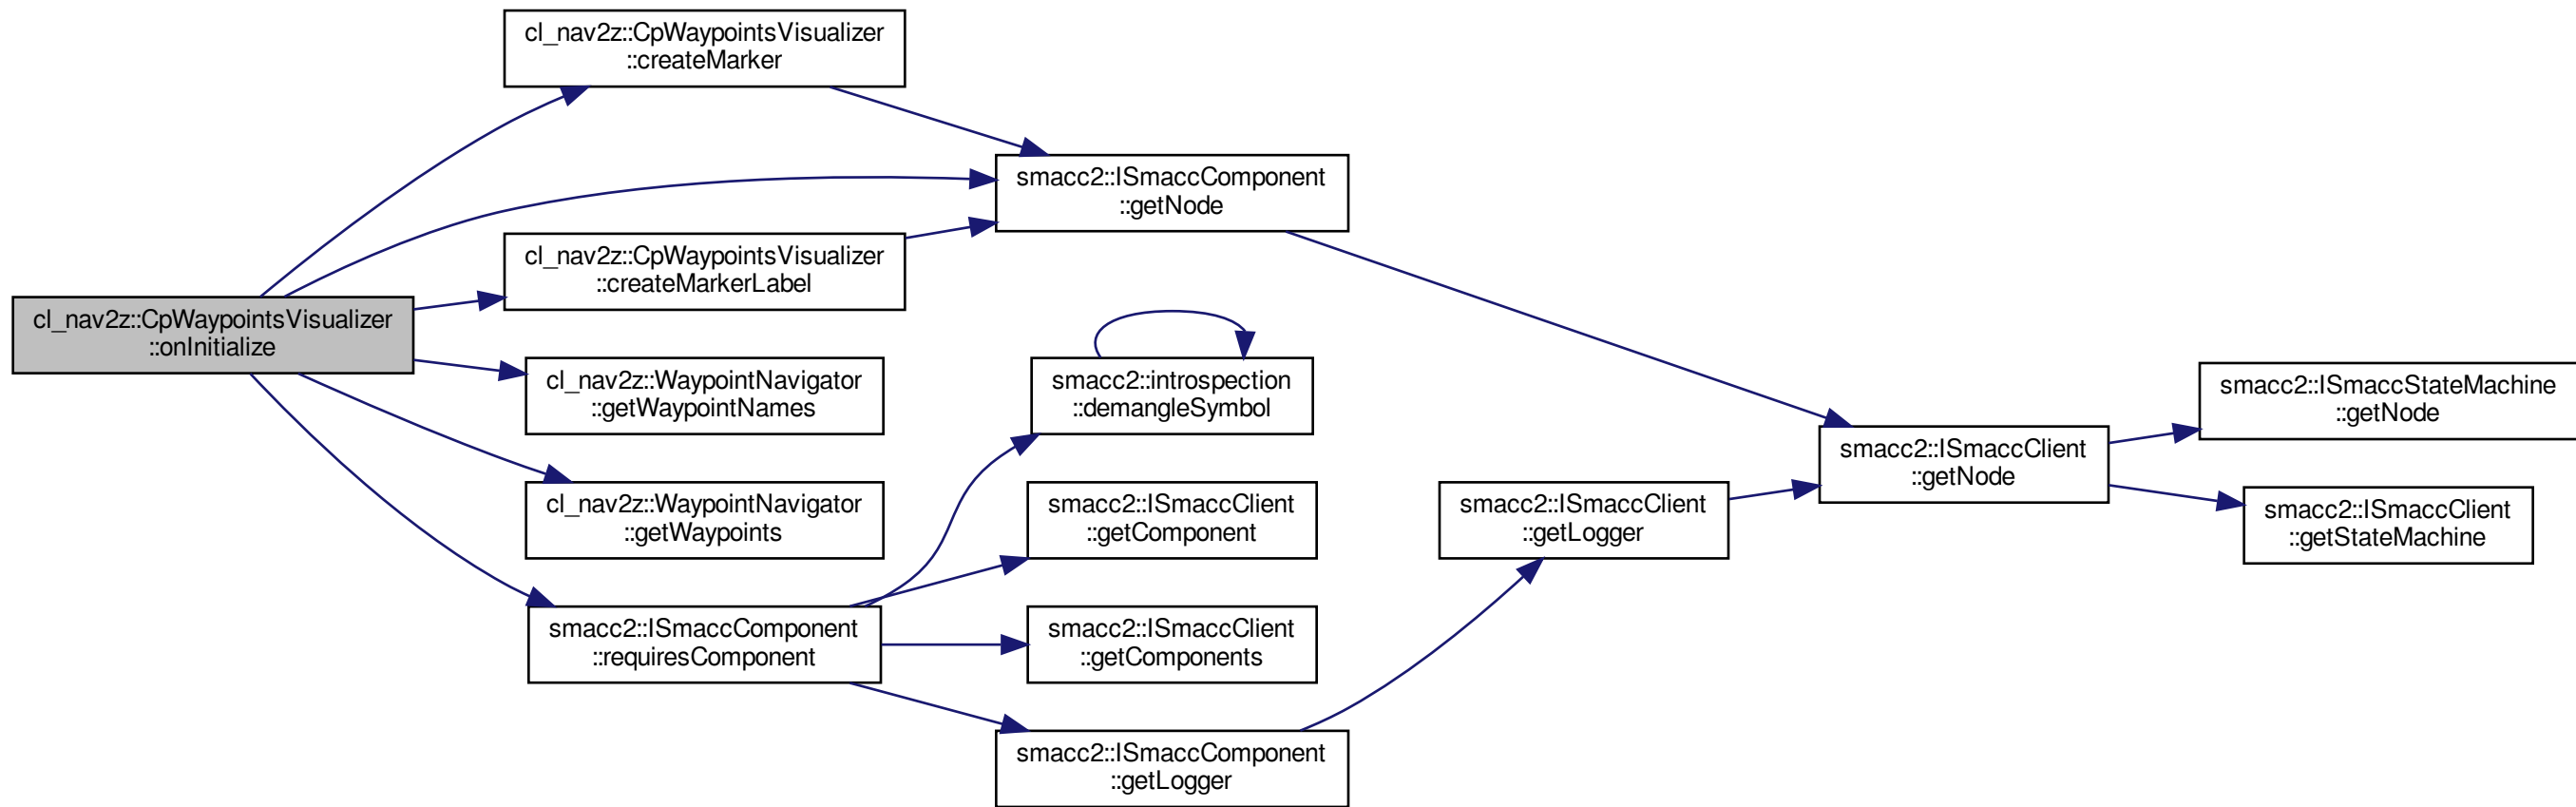 cl_nav2z::CpWaypointsVisualizer
::createMarker
smacc2::ISmaccComponent
::getNode
cl_nav2z::CpWaypointsVisualizer
::createMarkerLabel
cl_nav2z::CpWaypointsVisualizer
::onInitialize
cl_nav2z::WaypointNavigator
::getWaypointNames
smacc2::introspection
::demangleSymbol
smacc2::ISmaccStateMachine
::getNode
smacc2::ISmaccClient
::getNode
cl_nav2z::WaypointNavigator
::getWaypoints
smacc2::ISmaccClient
::getComponent
smacc2::ISmaccClient
::getLogger
smacc2::ISmaccClient
::getStateMachine
smacc2::ISmaccComponent
::requiresComponent
smacc2::ISmaccClient
::getComponents
smacc2::ISmaccComponent
::getLogger